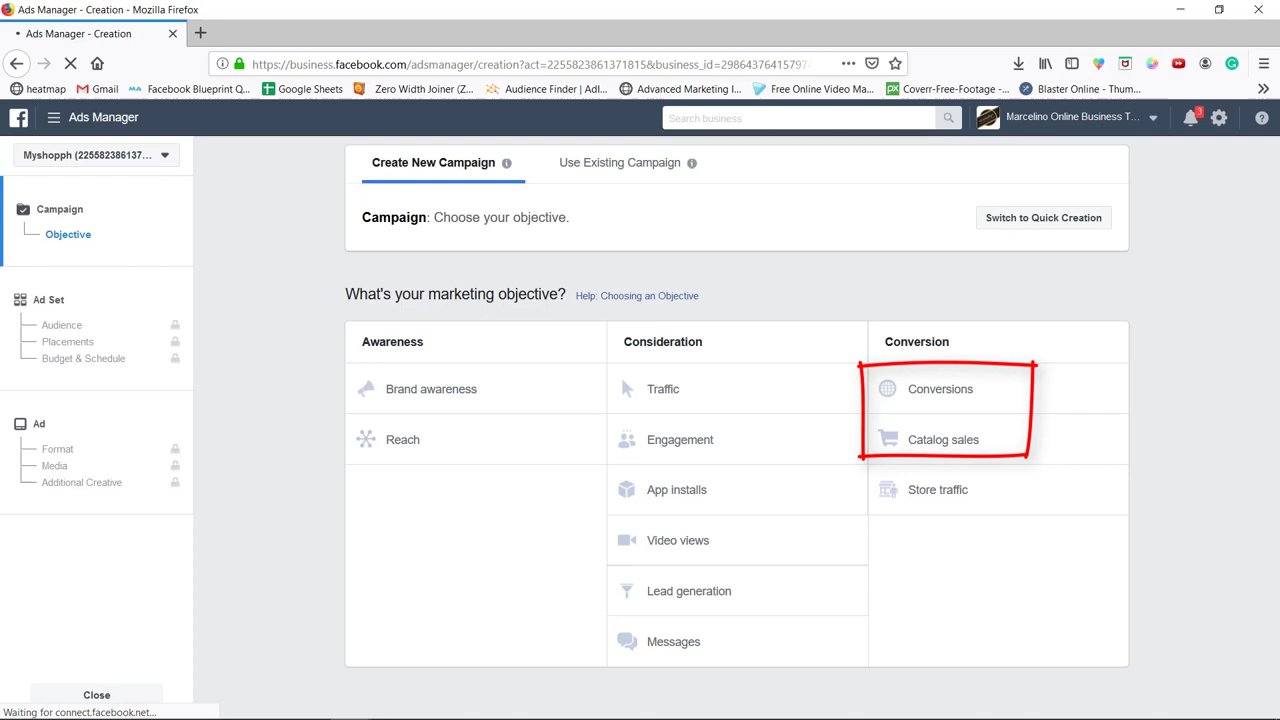 Ads Manager - Creation - Mozilla Firefox
Ads Manager - Creation
https://business.facebook.com/adsmanager/creation?act=2255823861371815&business_id=298643764157978
heatmap
Gmail
Facebook Blueprint Q...
Google Sheets
Zero Width Joiner (Z...
Audience Finder | AdI...
Advanced Marketing I...
Free Online Video Ma...
Coverr-Free-Footage -...
Blaster Online - Thum...
Ads Manager
Search business
Marcelino Online Business T...
3
Myshopph (225582386137...
Create New Campaign
Use Existing Campaign
Campaign
Objective
Campaign: Choose your objective.
Switch to Quick Creation
Ad Set
Audience
Placements
Budget & Schedule
Ad
Format
Media
Additional Creative
What's your marketing objective? Help: Choosing an Objective
Awareness
Consideration
Conversion
Brand awareness
Traffic
Conversions
Reach
Engagement
Catalog sales
App installs
Store traffic
Video views
Lead generation
Messages
Close
Waiting for connect.facebook.net...